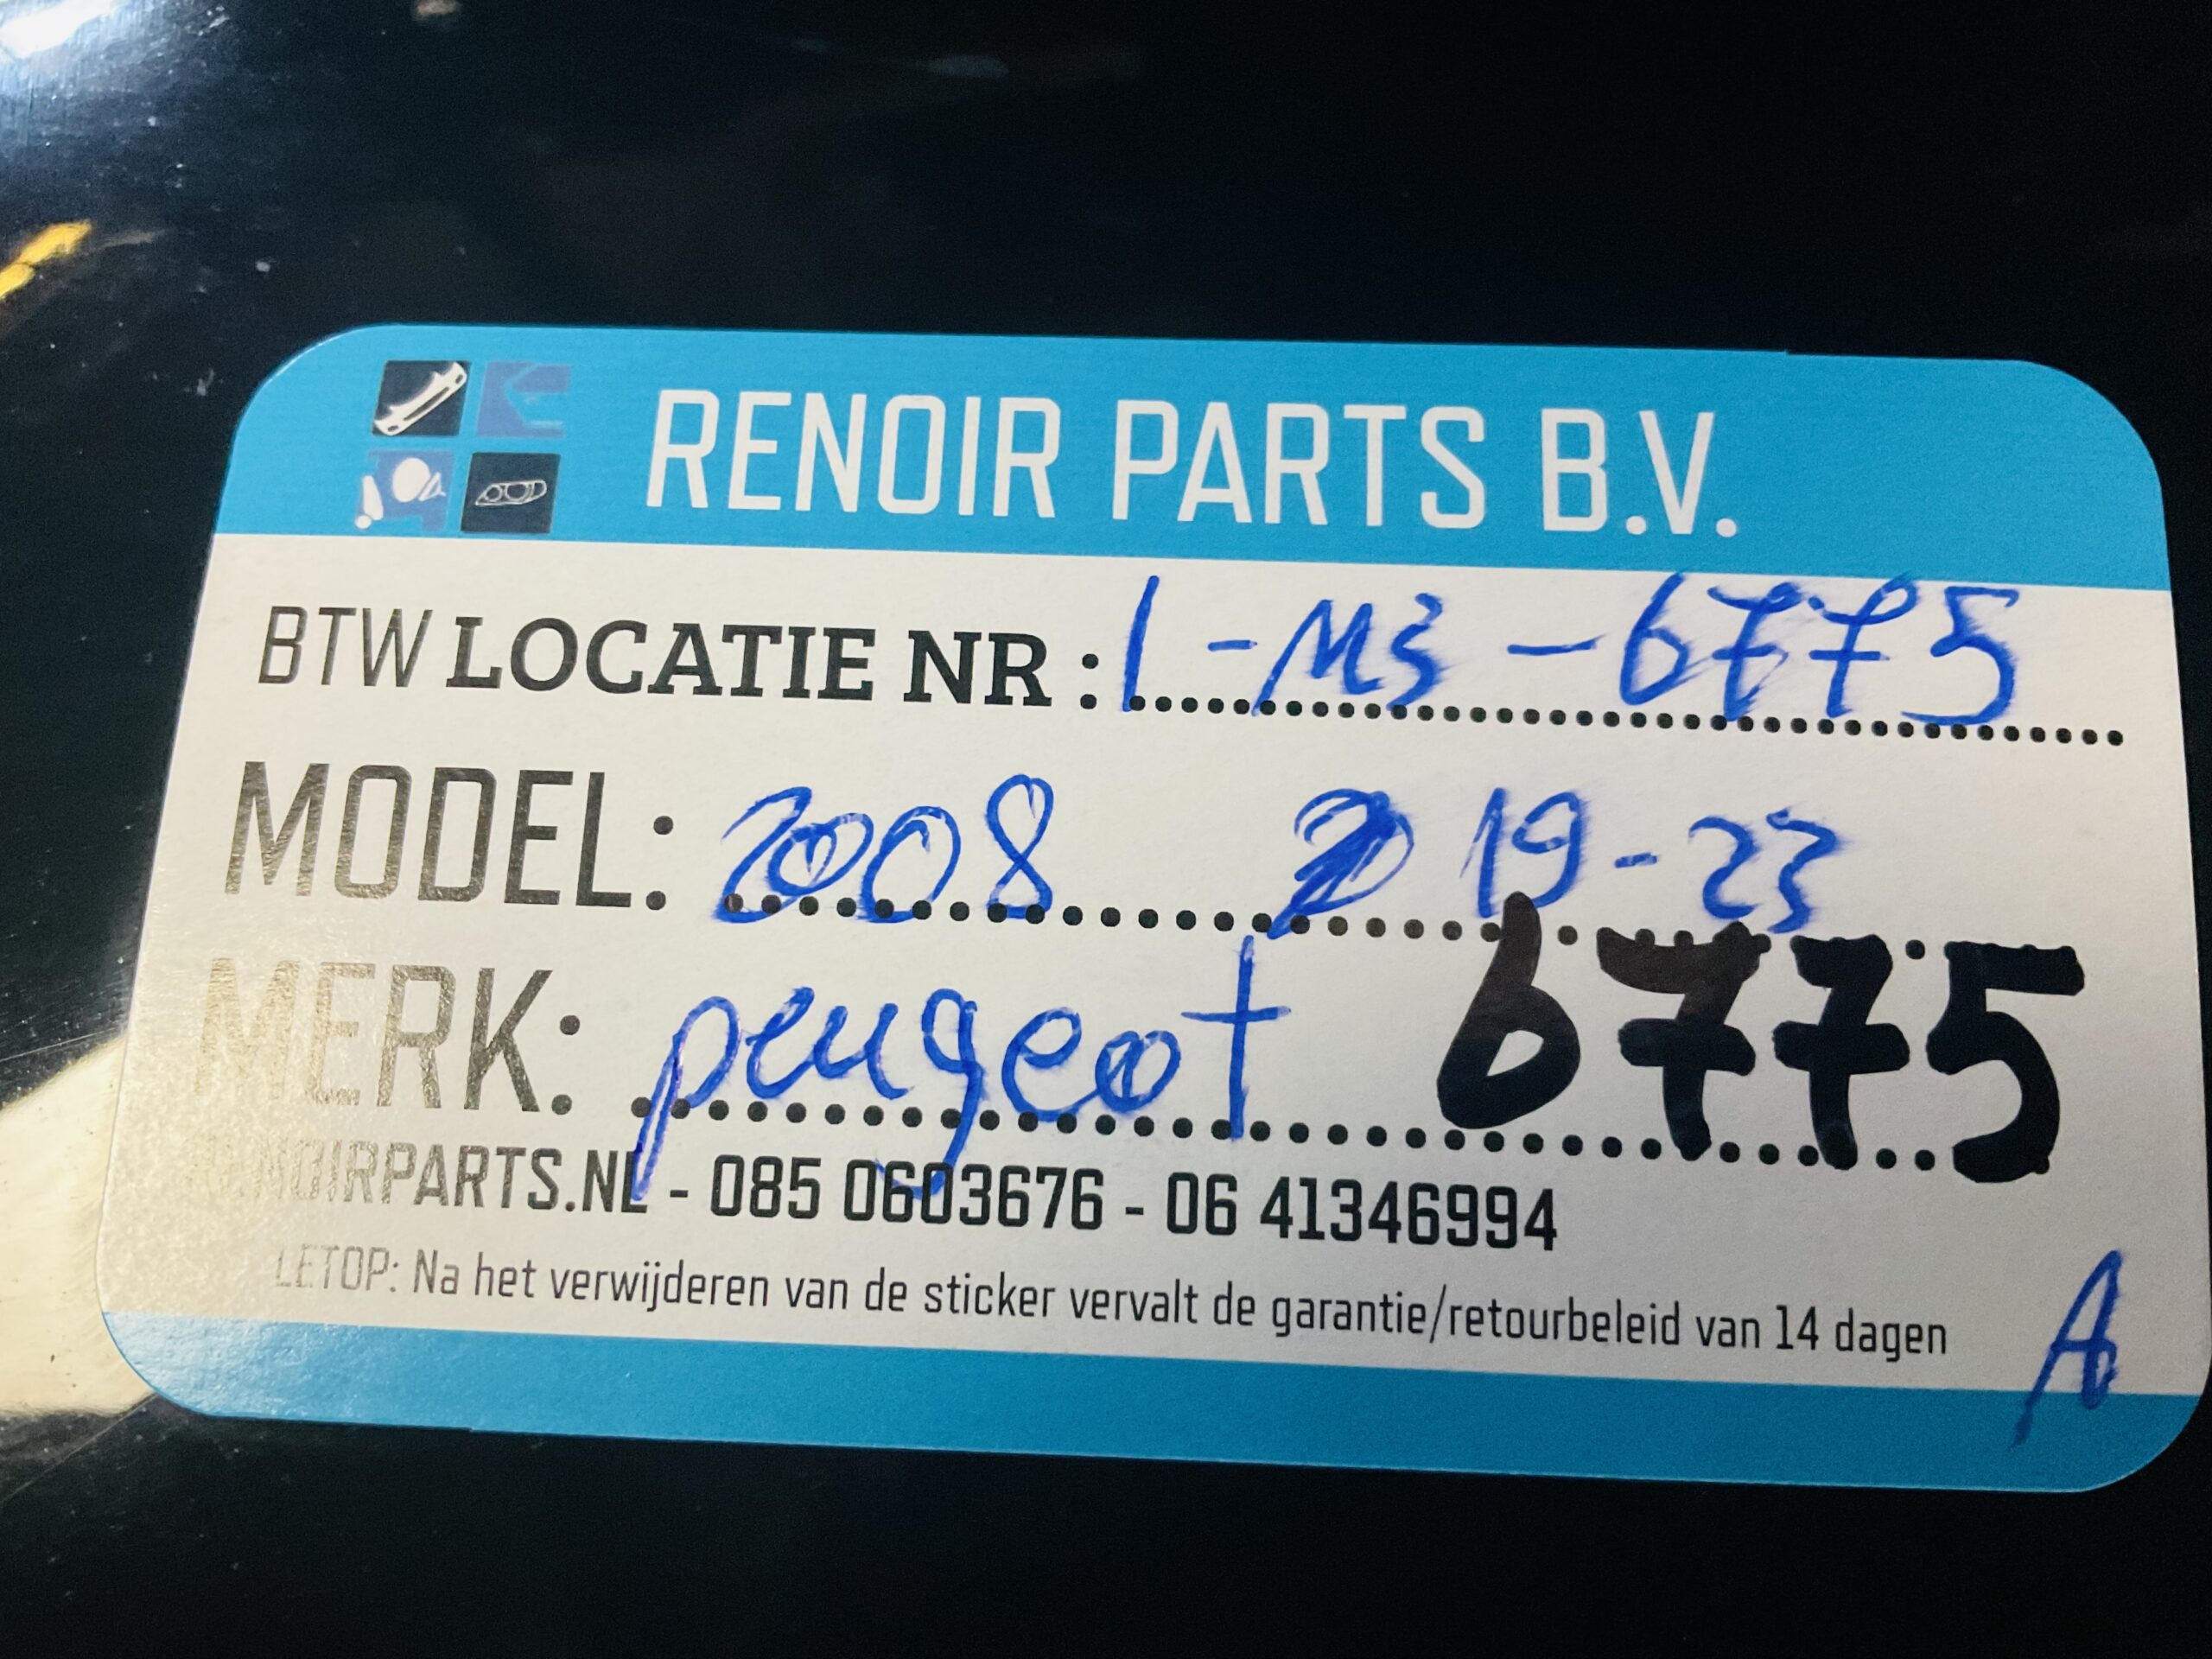 RENOIR PARTS B.V.
BTW LOCATIE NR : 1-M3-6775
MODEL: 2008 19-23
MERK: peugeot 6775
RENOIRPARTS.NL - 085 0603676 - 06 41346994
LETOP: Na het verwijderen van de sticker vervalt de garantie/retourbeleid van 14 dagen
A